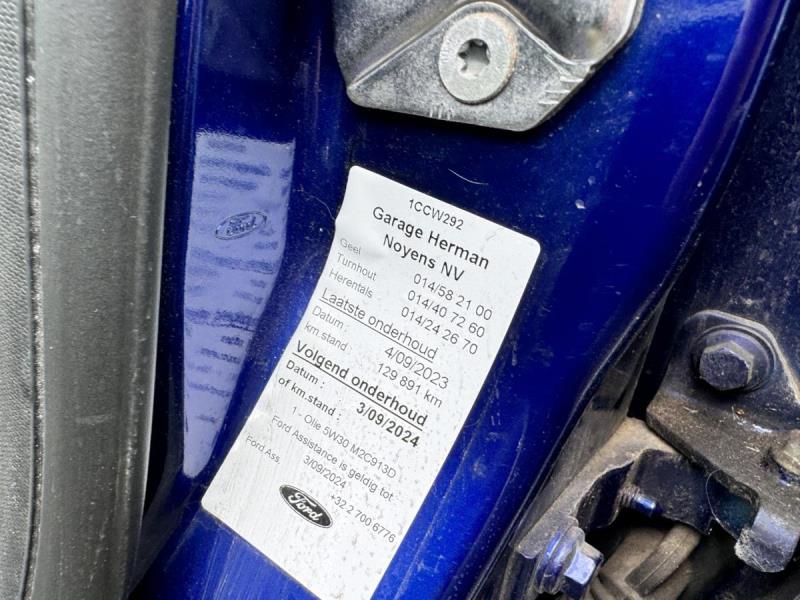 1CCW292
Garage Herman
Noyens NV
Geel 014/58 21 00
Turnhout 014/40 72 60
Herentals 014/24 26 70
Laatste onderhoud
Datum : 4/09/2023
km.stand : 129 891 km
Volgend onderhoud
Datum : 3/09/2024
of km.stand :
1 - Olie 5W30 M2C913D
Ford Assistance is geldig tot
3/09/2024
Ford Ass +32 2 700 6776
Ford